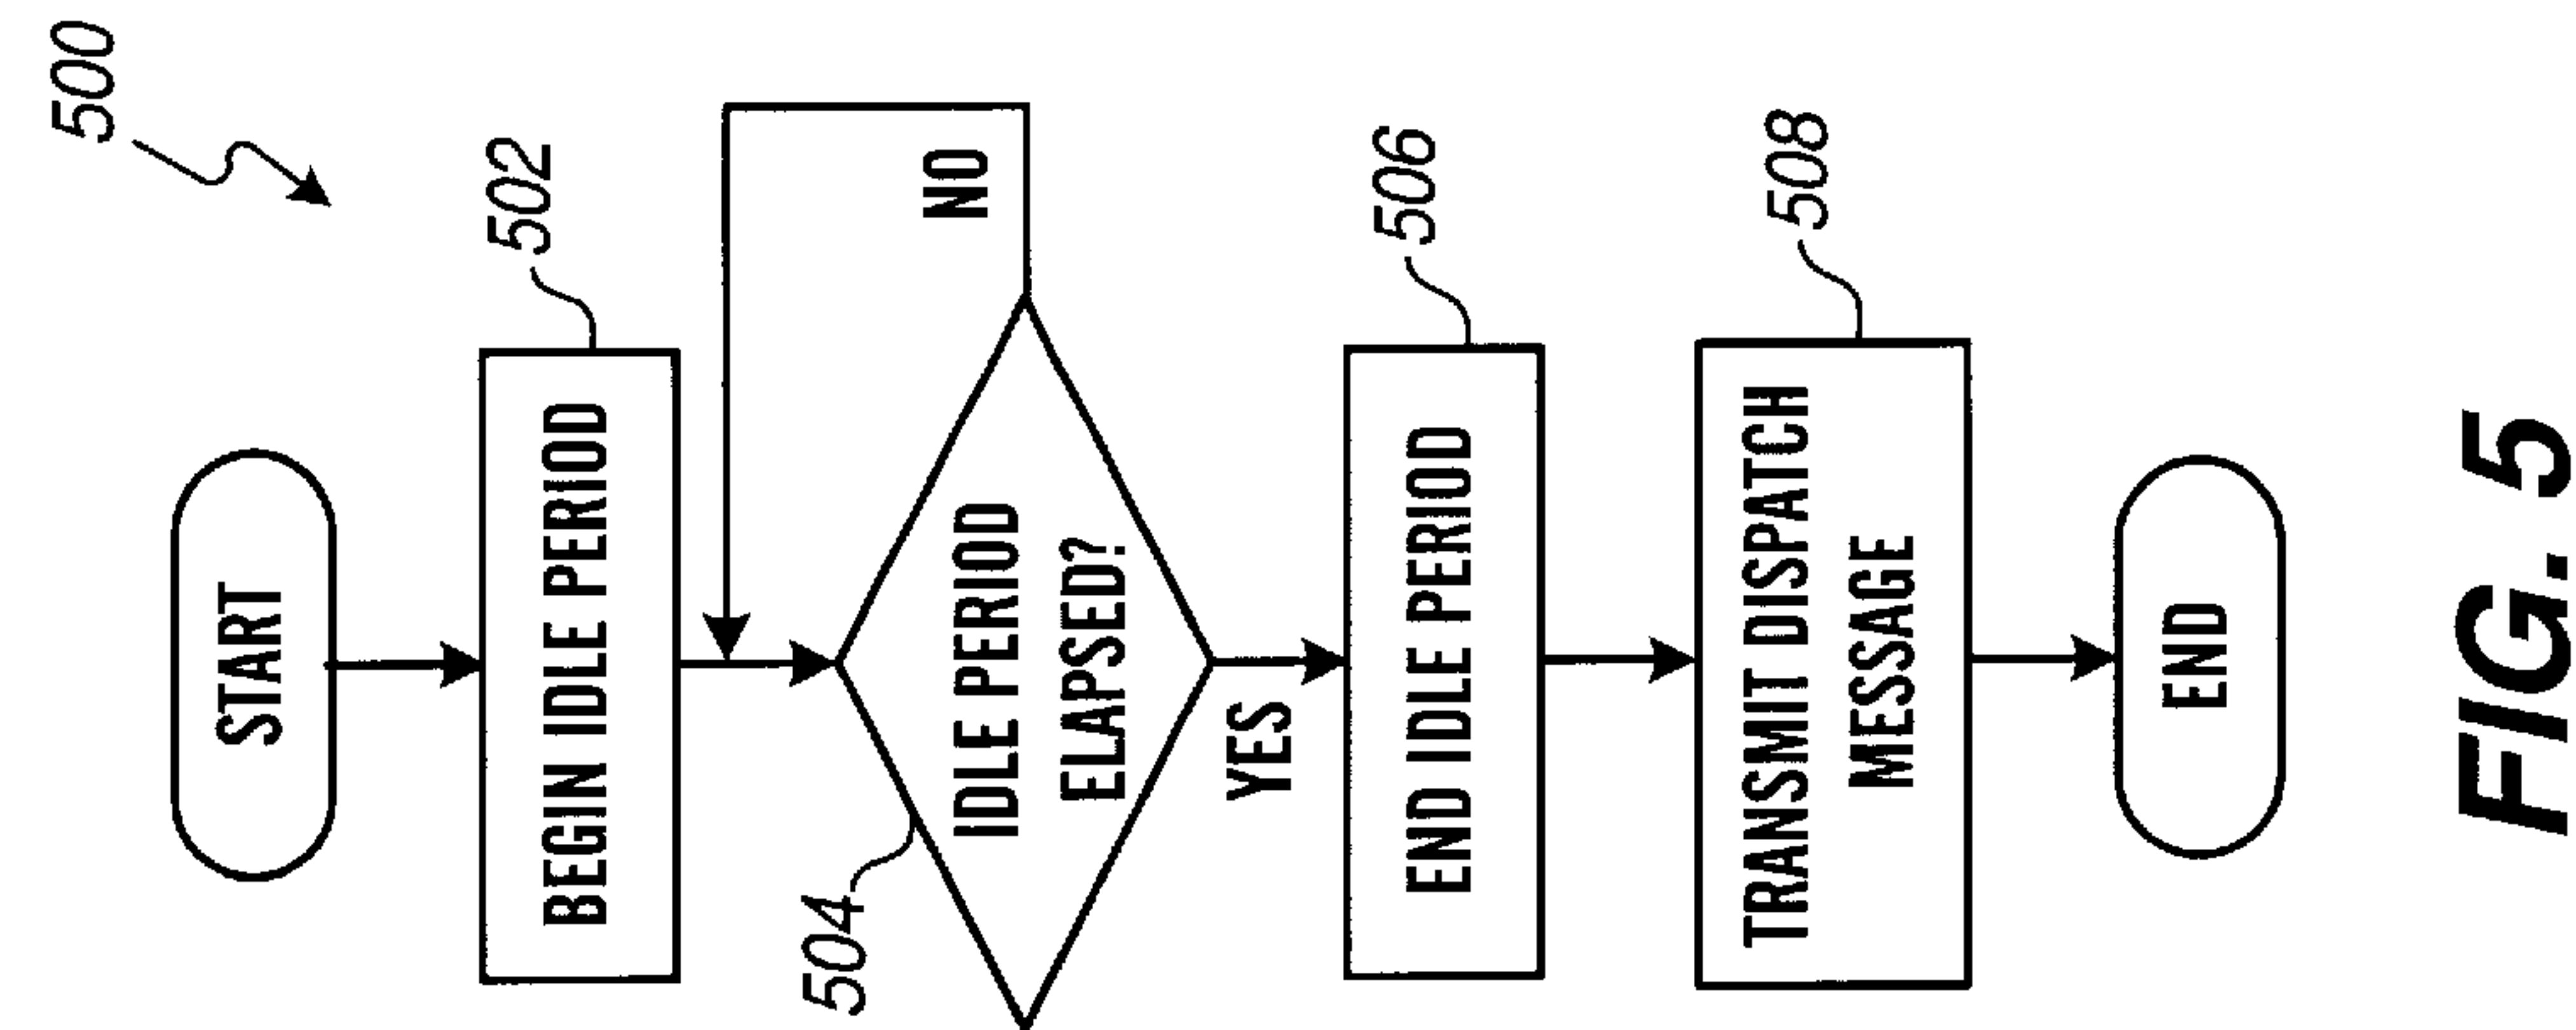 500
START
502
BEGIN IDLE PERIOD
504
IDLE PERIOD
ELAPSED?
NO
YES
506
END IDLE PERIOD
508
TRANSMIT DISPATCH
MESSAGE
END
FIG. 5